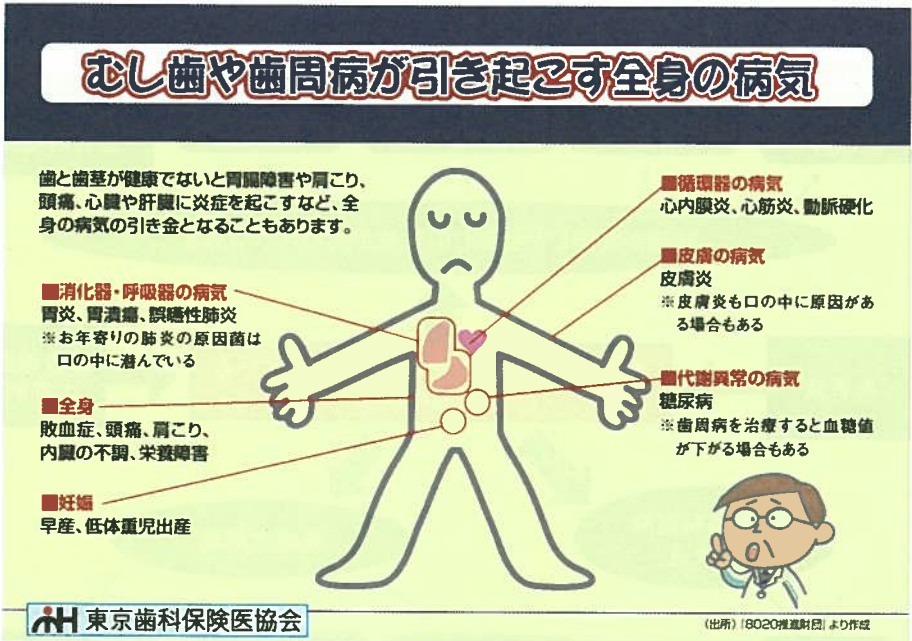 むし歯や歯周病が引き起こす全身の病気
歯と歯茎が健康でないと胃腸障害や肩こり、
頭痛、心臓や肝臓に炎症を起こすなど、全
身の病気の引き金となることもあります。
■消化器・呼吸器の病気
胃炎、胃潰瘍、誤嚥性肺炎
※お年寄りの肺炎の原因菌は
口の中に潜んでいる
■全身
敗血症、頭痛、肩こり、
内臓の不調、栄養障害
■妊娠
早産、低体重児出産
■循環器の病気
心内膜炎、心筋炎、動脈硬化
■皮膚の病気
皮膚炎
※皮膚炎も口の中に原因があ
る場合もある
■代謝異常の病気
糖尿病
※歯周病を治療すると血糖値
が下がる場合もある
東京歯科保険医協会
（出所）「8020推進財団」より作成